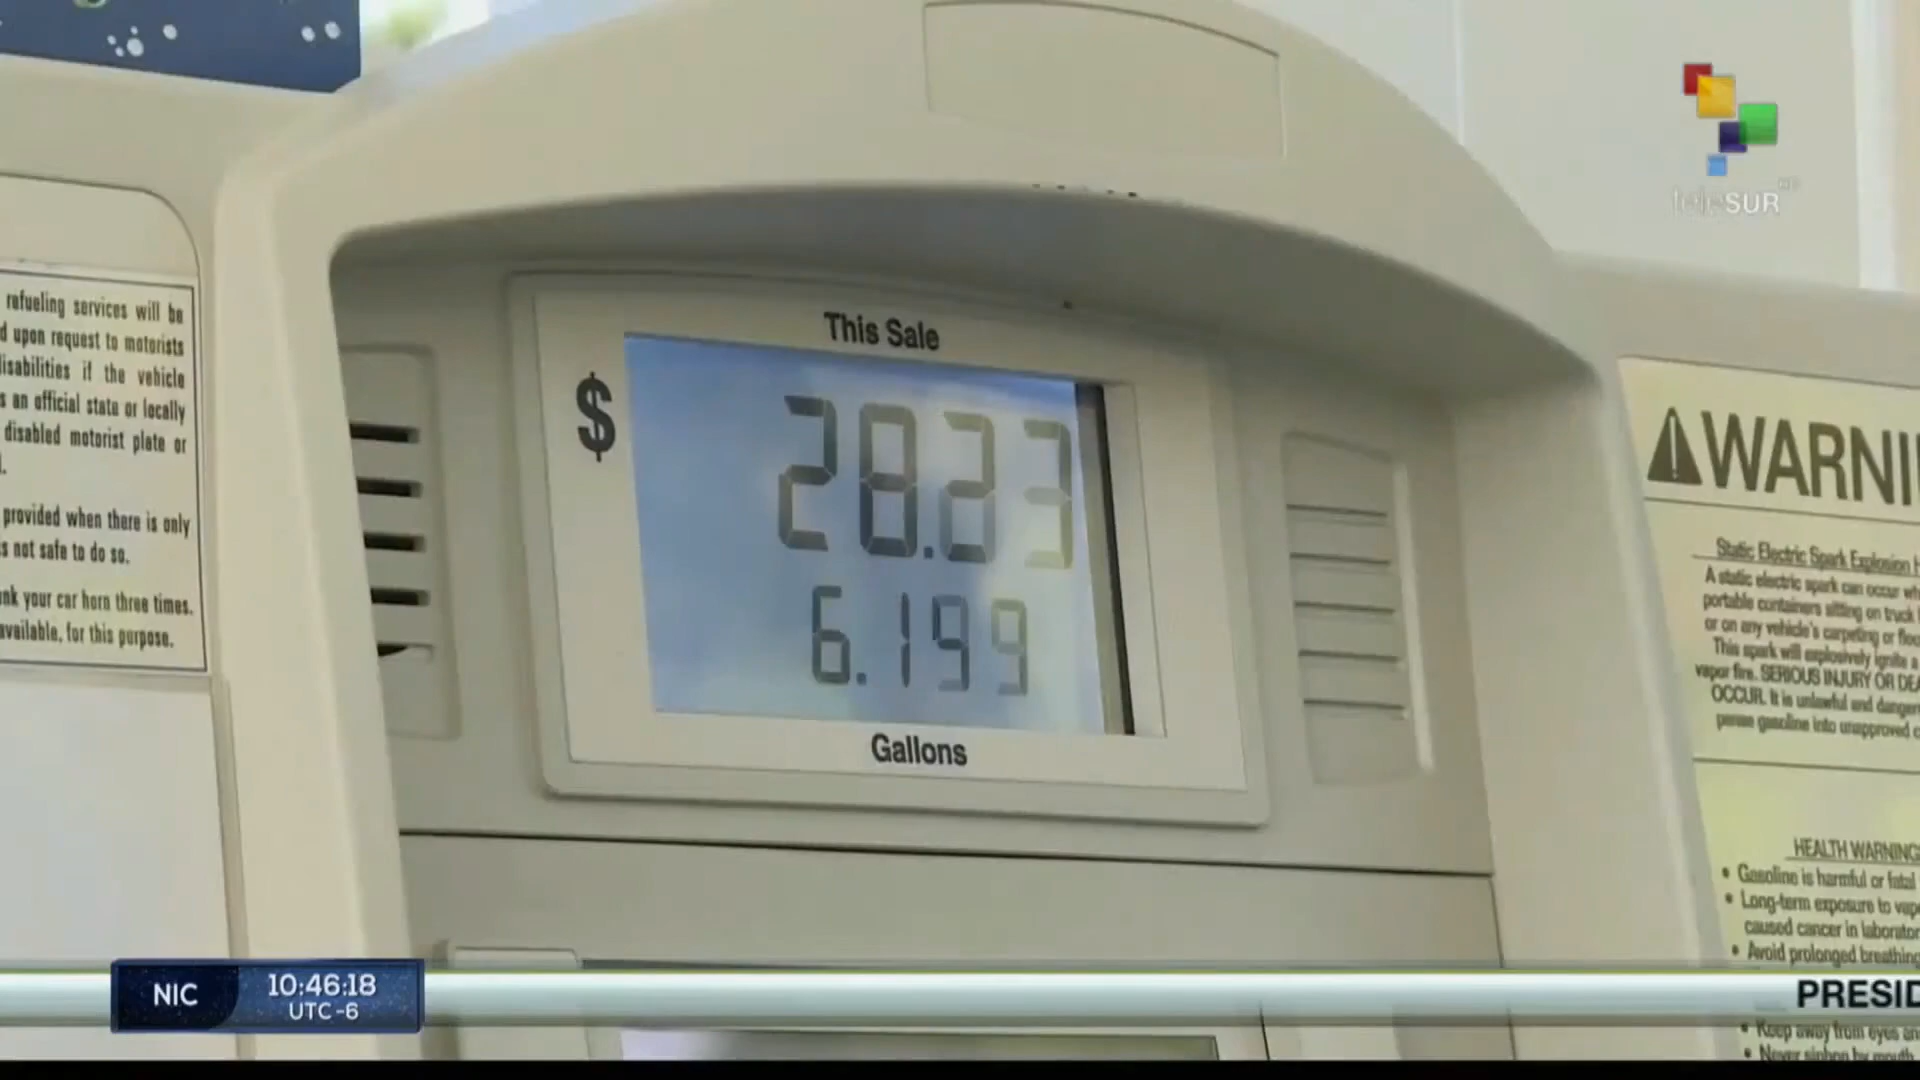 refueling services will be
upon request to motorists
if the vehicle
an official state or locally
disabled motorist plate or
provided when there is only
not safe to do so.
your car horn three times.
available, for this purpose.
This Sale
$
6.199
Gallons
WARNI
Static Electric Spark Explosion H
A static electric spark can occur wh
portable containers sitting on truck
or on any vehicle's carpeting or floo
This spark will explosively ignite a
vapor fire. SERIOUS INJURY OR DEA
OCCUR. It is unlawful and danger
pense gasoline into unapproved c
HEALTH WARNING
• Gasoline is harmful or fatal
• Long-term exposure to vap
caused cancer in laborator
• Avoid prolonged breathing
• Keep away from eyes an
• Never siphon by mouth
teleSUR
NIC
10:46:18
UTC-6
PRESID